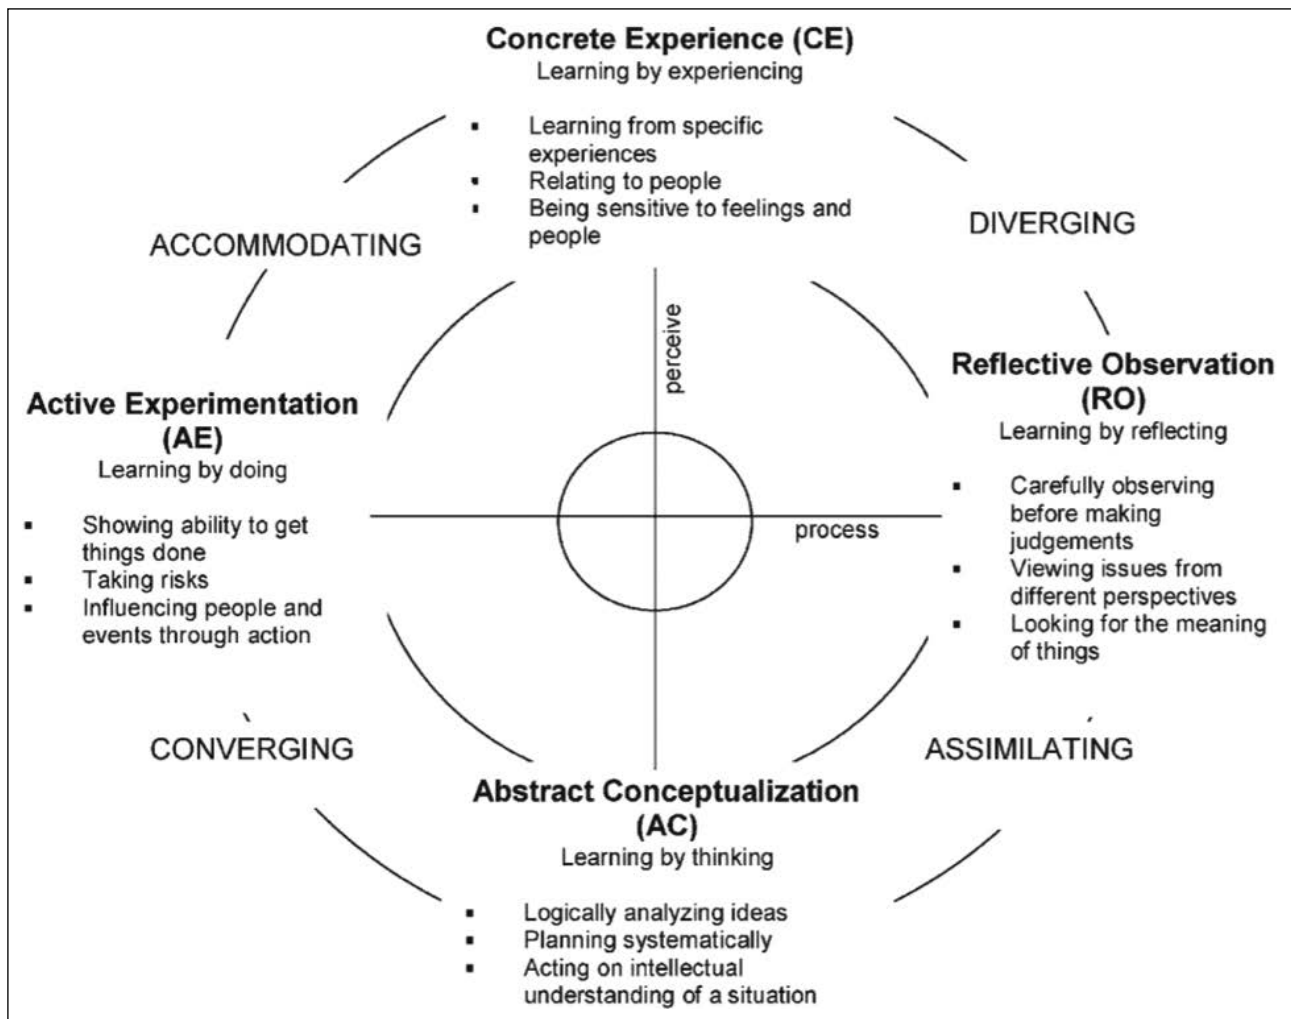 Concrete Experience (CE)
Learning by experiencing
▪ Learning from specific
experiences
▪ Relating to people
▪ Being sensitive to feelings and
people
ACCOMMODATING
DIVERGING
perceive
process
Active Experimentation
(AE)
Learning by doing
▪ Showing ability to get
things done
▪ Taking risks
▪ Influencing people and
events through action
Reflective Observation
(RO)
Learning by reflecting
▪ Carefully observing
before making
judgements
▪ Viewing issues from
different perspectives
▪ Looking for the meaning
of things
CONVERGING
ASSIMILATING
Abstract Conceptualization
(AC)
Learning by thinking
▪ Logically analyzing ideas
▪ Planning systematically
▪ Acting on intellectual
understanding of a situation